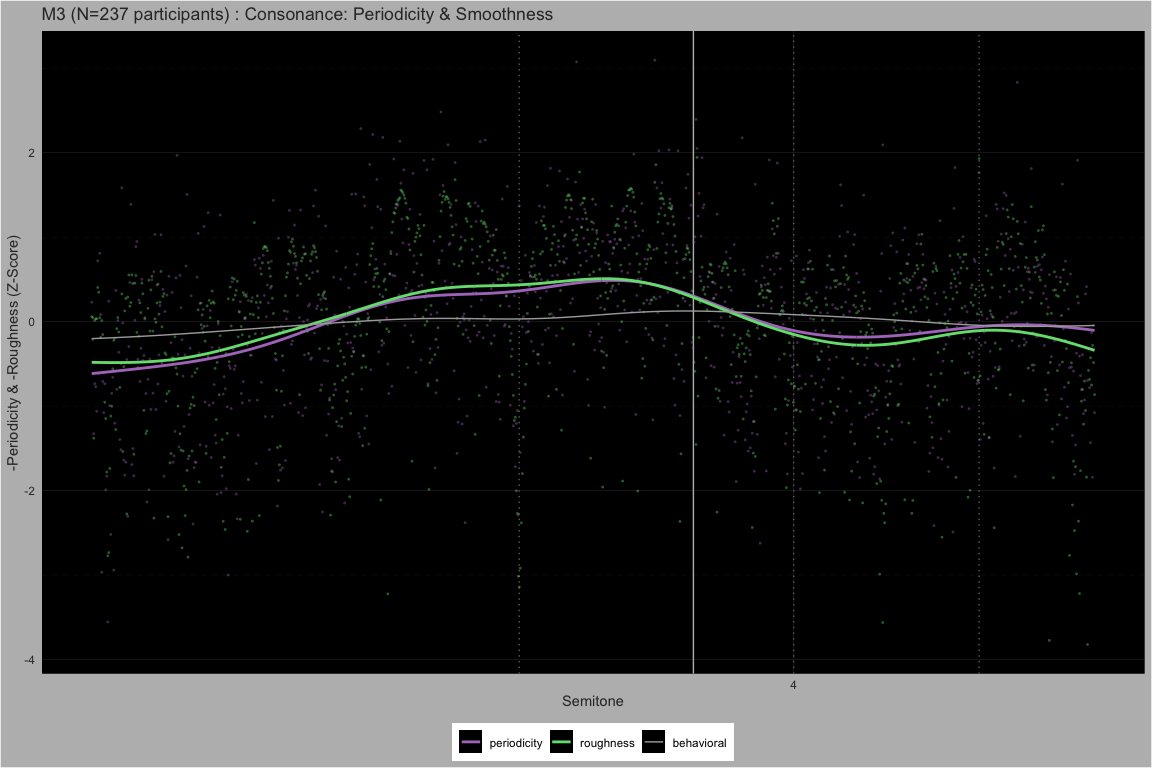 M3 (N=237 participants) : Consonance: Periodicity & Smoothness
-Periodicity & -Roughness (Z-Score)
2
0
-2
-4
4
Semitone
periodicity roughness behavioral